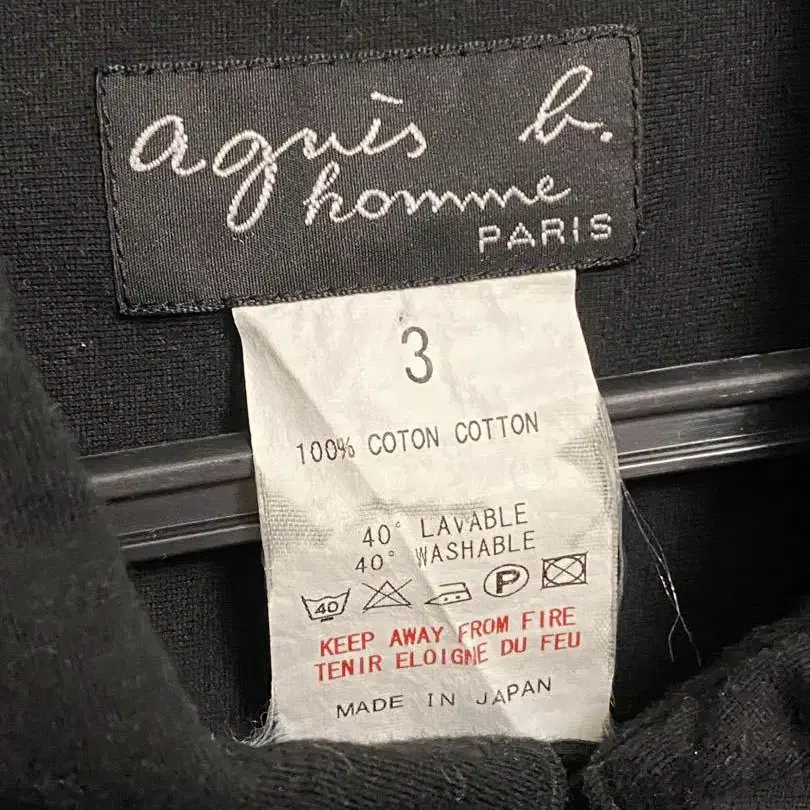 agnès b.
homme
PARIS
3
100% COTON COTTON
40° LAVABLE
40° WASHABLE
40 P
KEEP AWAY FROM FIRE
TENIR ELOIGNE DU FEU
MADE IN JAPAN